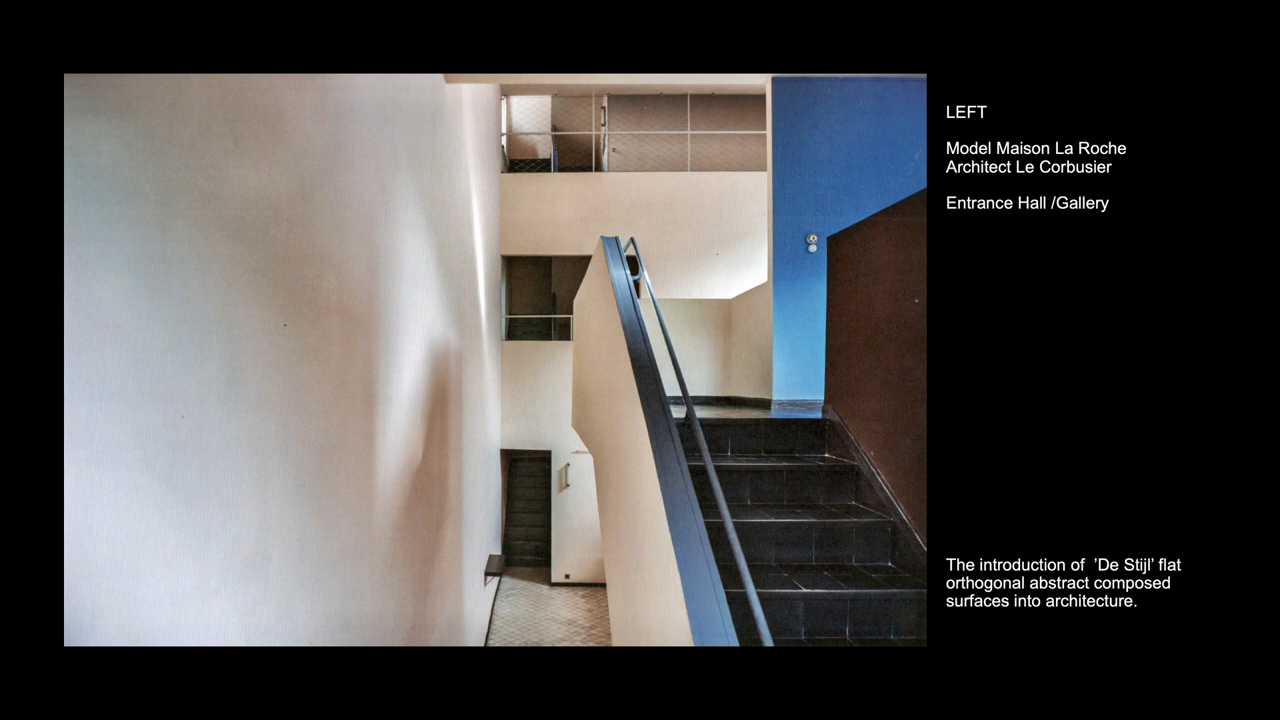 LEFT
Model Maison La Roche
Architect Le Corbusier
Entrance Hall /Gallery
The introduction of  ’De Stijl’ flat
orthogonal abstract composed
surfaces into architecture.